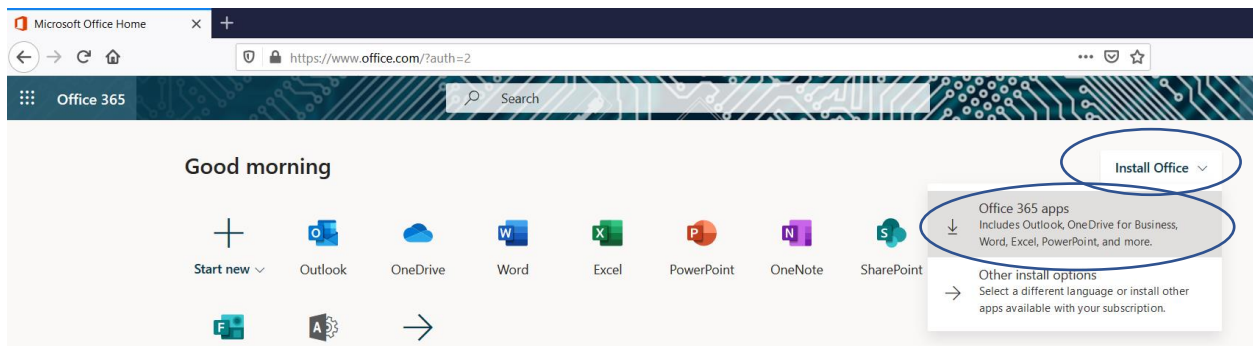 Microsoft Office Home
https://www.office.com/?auth=2
Office 365
Search
Good morning
Install Office
Office 365 apps
Includes Outlook, OneDrive for Business,
Word, Excel, PowerPoint, and more.
Start new
Outlook
OneDrive
Word
Excel
PowerPoint
OneNote
SharePoint
Other install options
Select a different language or install other
apps available with your subscription.